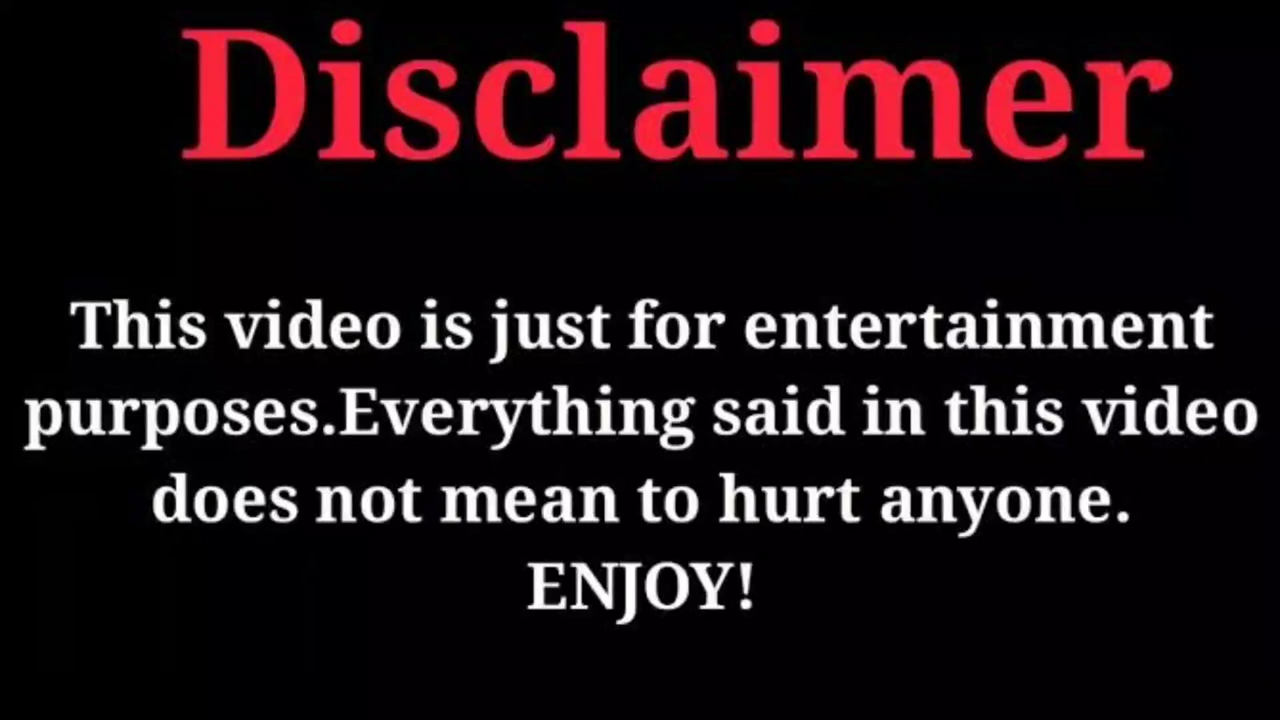 Disclaimer
This video is just for entertainment
purposes.Everything said in this video
does not mean to hurt anyone.
ENJOY!